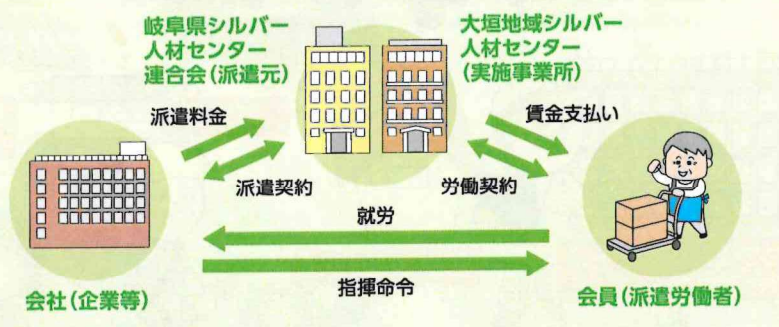 岐阜県シルバー
人材センター
連合会(派遣元)
大垣地域シルバー
人材センター
(実施事業所)
派遣料金
賃金支払い
派遣契約
労働契約
就労
指揮命令
会社(企業等)
会員(派遣労働者)